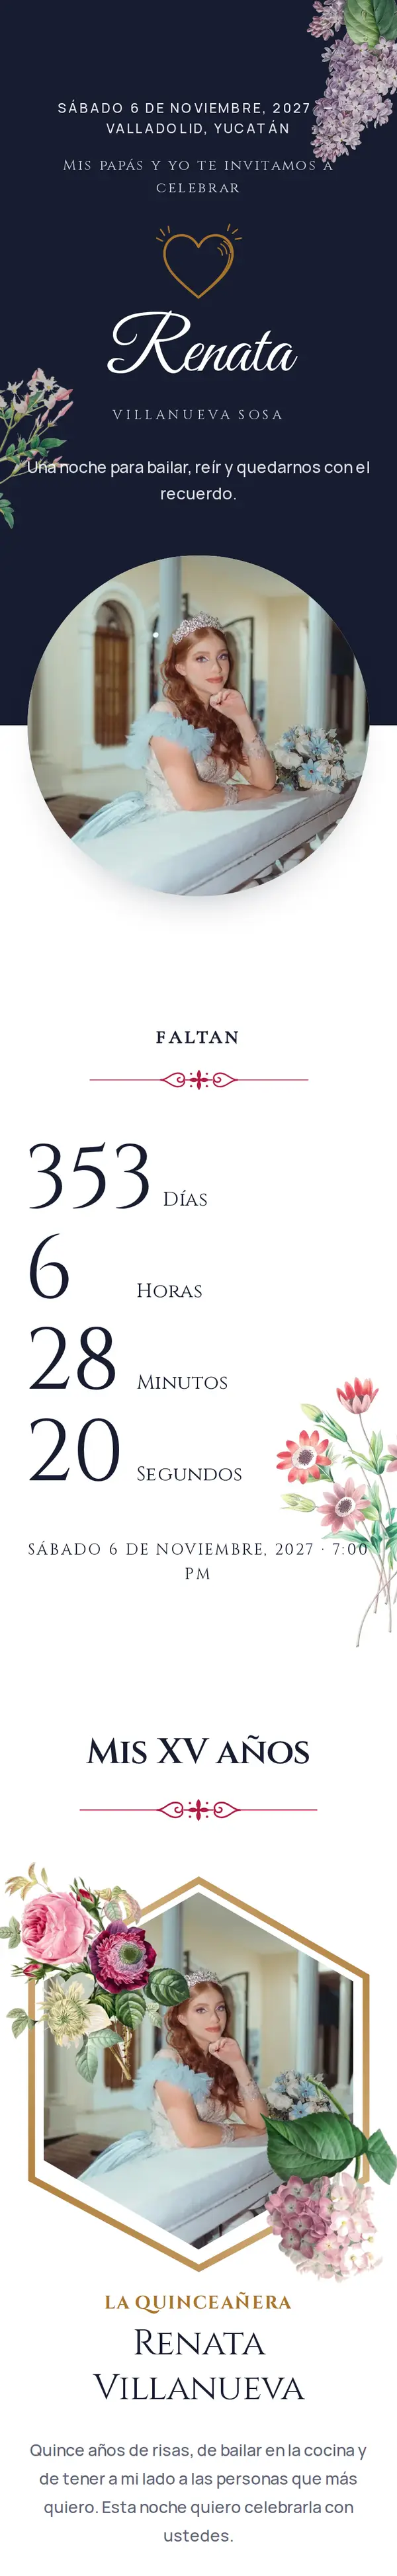 SÁBADO 6 DE NOVIEMBRE, 2027 —
VALLADOLID, YUCATÁN
Mis papás y yo te invitamos a
celebrar
Renata
VILLANUEVA SOSA
Una noche para bailar, reír y quedarnos con el
recuerdo.
FALTAN
353 Días
6 Horas
28 Minutos
20 Segundos
SÁBADO 6 DE NOVIEMBRE, 2027 · 7:00
PM
Mis XV años
LA QUINCEAÑERA
Renata
Villanueva
Quince años de risas, de bailar en la cocina y
de tener a mi lado a las personas que más
quiero. Esta noche quiero celebrarla con
ustedes.